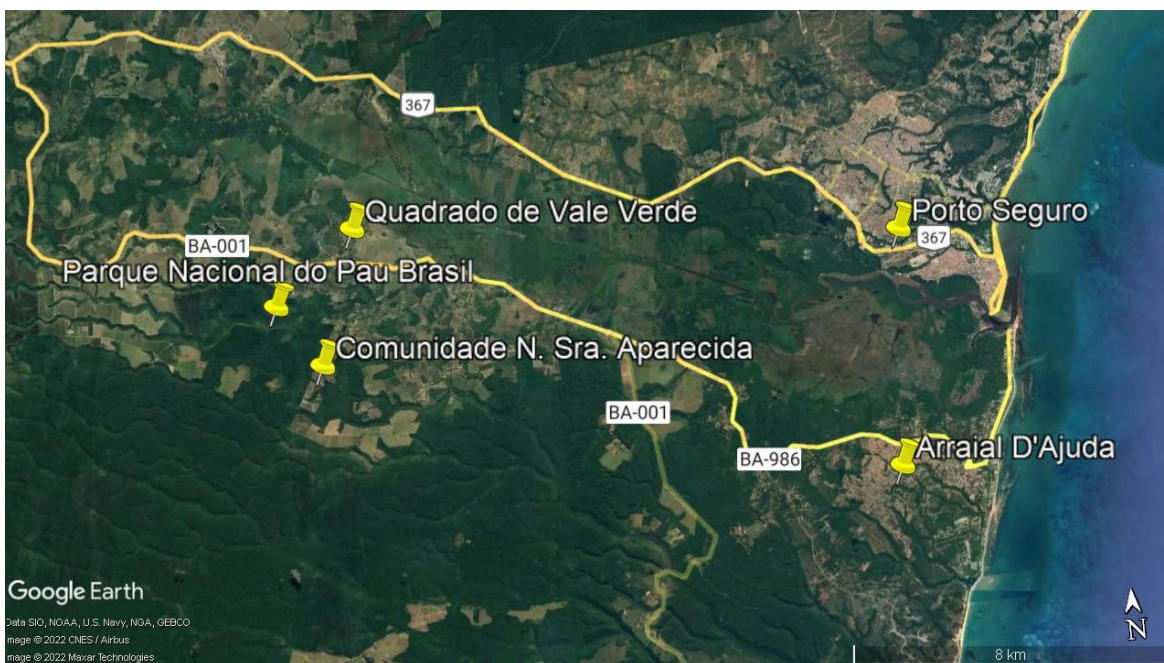 367
Quadrado de Vale Verde
Porto Seguro
367
BA-001
Parque Nacional do Pau Brasil
Comunidade N. Sra. Aparecida
BA-001
Arraial D'Ajuda
BA-986
Google Earth
Data SIO, NOAA, U.S. Navy, NGA, GEBCO
mage © 2022 CNES / Airbus
mage © 2022 Maxar Technologies
N
8 km